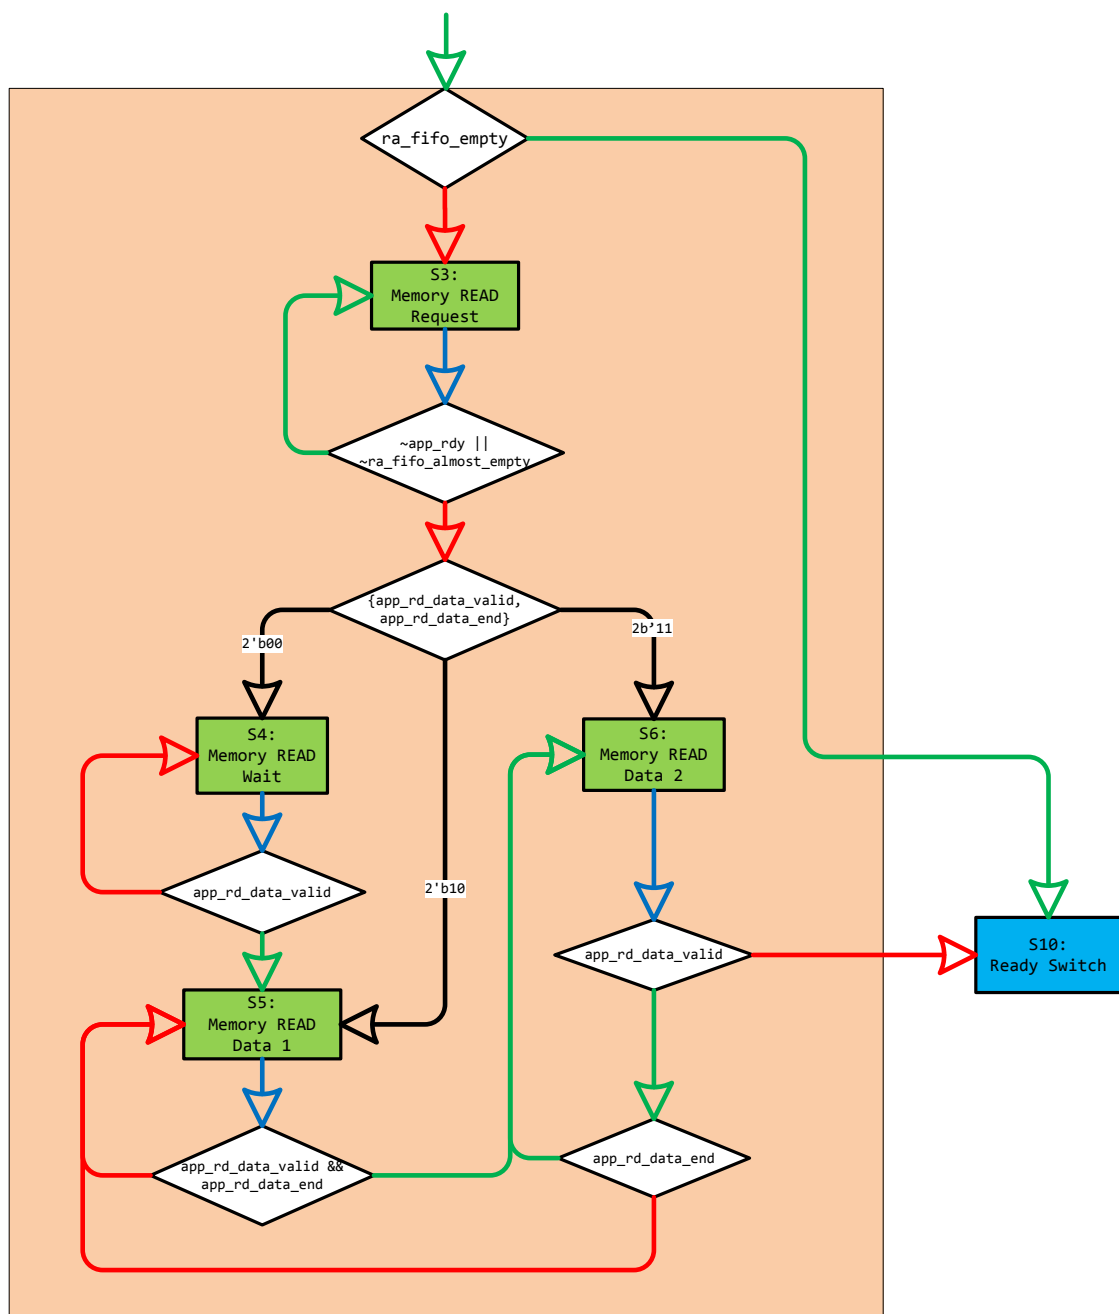 ra_fifo_empty
S3:
Memory READ
Request
~app_rdy ||
~ra_fifo_almost_empty
{app_rd_data_valid,
app_rd_data_end}
2'b00
2b'11
S4:
Memory READ
Wait
S6:
Memory READ
Data 2
app_rd_data_valid
2'b10
app_rd_data_valid
S10:
Ready Switch
S5:
Memory READ
Data 1
app_rd_data_valid &&
app_rd_data_end
app_rd_data_end